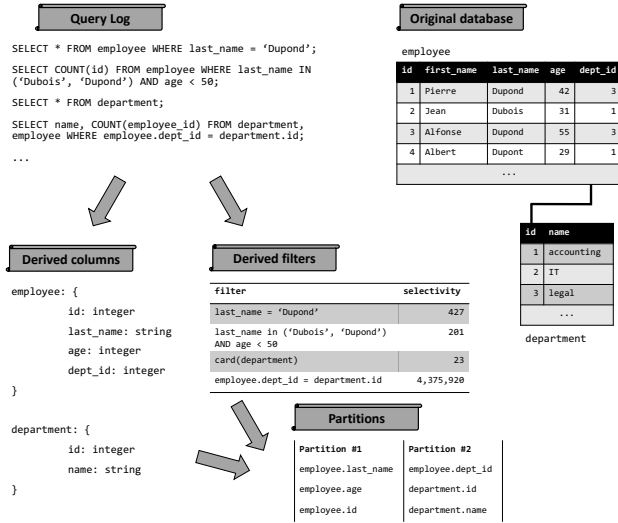 Query Log
SELECT * FROM employee WHERE last_name = ‘Dupond’;
SELECT COUNT(id) FROM employee WHERE last_name IN
(‘Dubois’, ‘Dupond’) AND age < 50;
SELECT * FROM department;
SELECT name, COUNT(employee_id) FROM department,
employee WHERE employee.dept_id = department.id;
...
Original database
employee
id first_name last_name age dept_id
1 Pierre Dupond 42 3
2 Jean Dubois 31 1
3 Alfonse Dupond 55 3
4 Albert Dupont 29 1
...
id name
1 accounting
2 IT
3 legal
...
department
Derived columns
employee: {
id: integer
last_name: string
age: integer
dept_id: integer
}
department: {
id: integer
name: string
}
Derived filters
filter selectivity
last_name = ‘Dupond’ 427
last_name in (‘Dubois’, ‘Dupond’) 201
AND age < 50
card(department) 23
employee.dept_id = department.id 4,375,920
Partitions
Partition #1 Partition #2
employee.last_name employee.dept_id
employee.age department.id
employee.id department.name